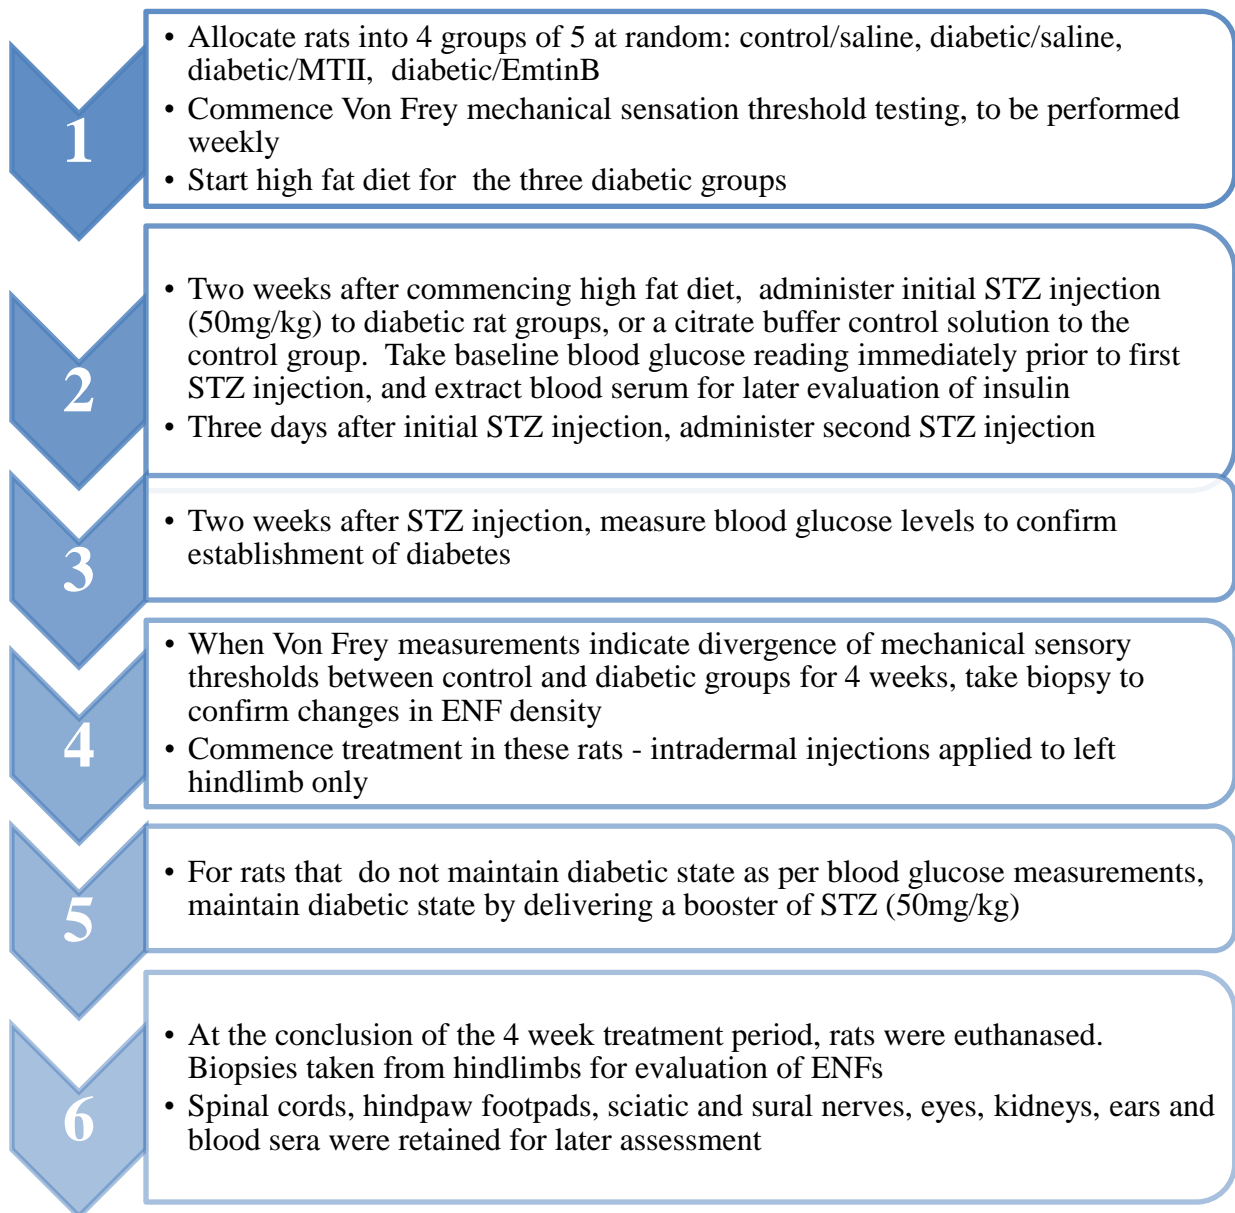 1
• Allocate rats into 4 groups of 5 at random: control/saline, diabetic/saline,
diabetic/MTII, diabetic/EmtinB
• Commence Von Frey mechanical sensation threshold testing, to be performed
weekly
• Start high fat diet for the three diabetic groups
2
• Two weeks after commencing high fat diet, administer initial STZ injection
(50mg/kg) to diabetic rat groups, or a citrate buffer control solution to the
control group. Take baseline blood glucose reading immediately prior to first
STZ injection, and extract blood serum for later evaluation of insulin
• Three days after initial STZ injection, administer second STZ injection
3
• Two weeks after STZ injection, measure blood glucose levels to confirm
establishment of diabetes
4
• When Von Frey measurements indicate divergence of mechanical sensory
thresholds between control and diabetic groups for 4 weeks, take biopsy to
confirm changes in ENF density
• Commence treatment in these rats - intradermal injections applied to left
hindlimb only
5
• For rats that do not maintain diabetic state as per blood glucose measurements,
maintain diabetic state by delivering a booster of STZ (50mg/kg)
6
• At the conclusion of the 4 week treatment period, rats were euthanased.
Biopsies taken from hindlimbs for evaluation of ENFs
• Spinal cords, hindpaw footpads, sciatic and sural nerves, eyes, kidneys, ears and
blood sera were retained for later assessment